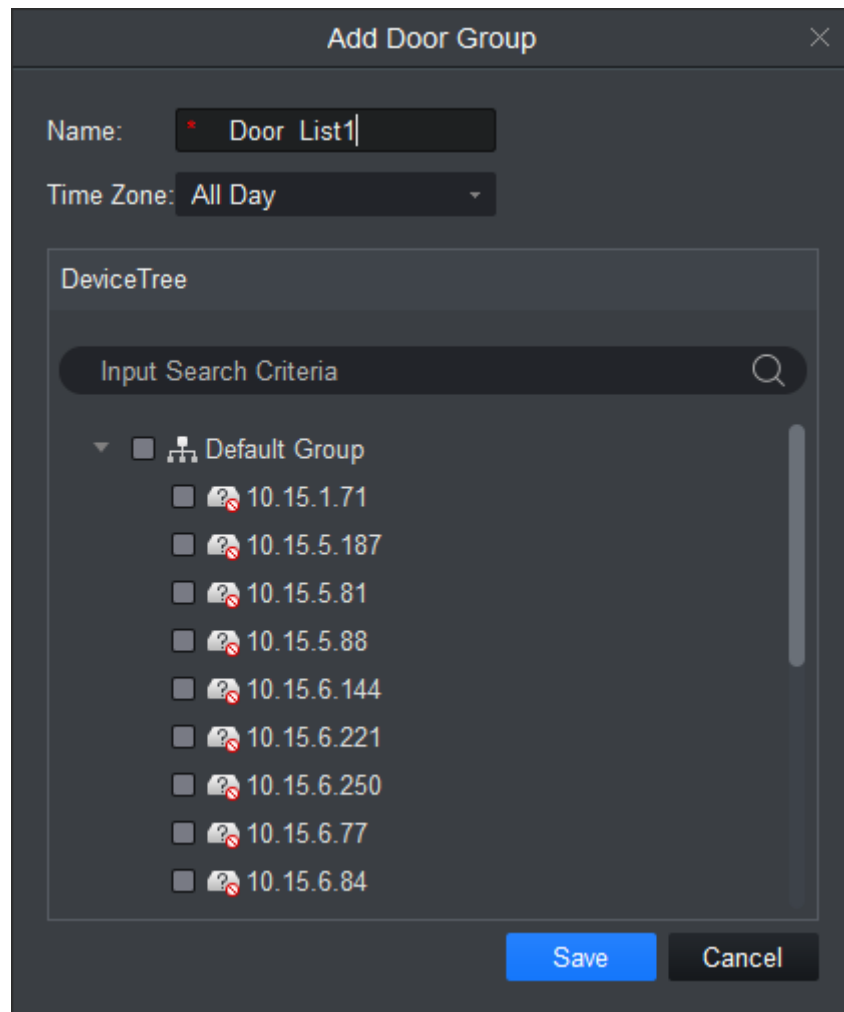 Add Door Group
Name: * Door List1
Time Zone: All Day
DeviceTree
Input Search Criteria
Default Group
10.15.1.71
10.15.5.187
10.15.5.81
10.15.5.88
10.15.6.144
10.15.6.221
10.15.6.250
10.15.6.77
10.15.6.84
Save Cancel